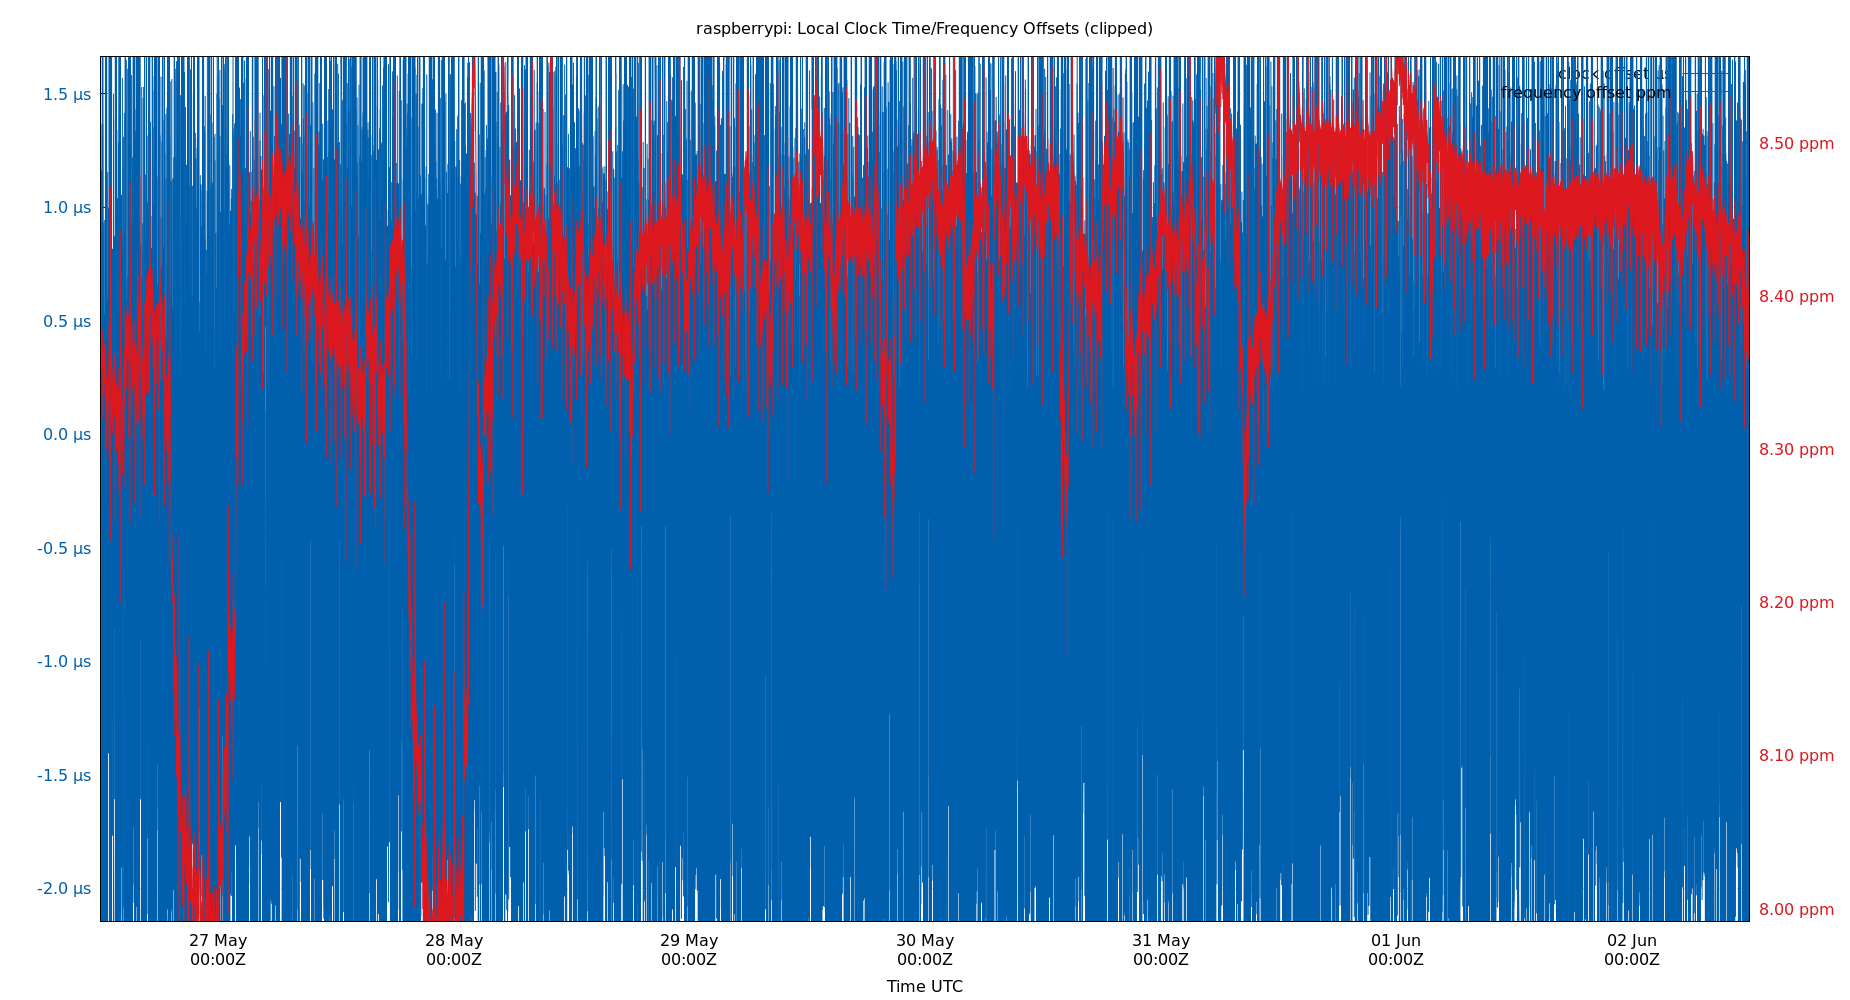 raspberrypi: Local Clock Time/Frequency Offsets (clipped)
clock offset µs
frequency offset ppm
1.5 µs
1.0 µs
0.5 µs
0.0 µs
-0.5 µs
-1.0 µs
-1.5 µs
-2.0 µs
8.50 ppm
8.40 ppm
8.30 ppm
8.20 ppm
8.10 ppm
8.00 ppm
27 May
00:00Z
28 May
00:00Z
29 May
00:00Z
30 May
00:00Z
31 May
00:00Z
01 Jun
00:00Z
02 Jun
00:00Z
Time UTC